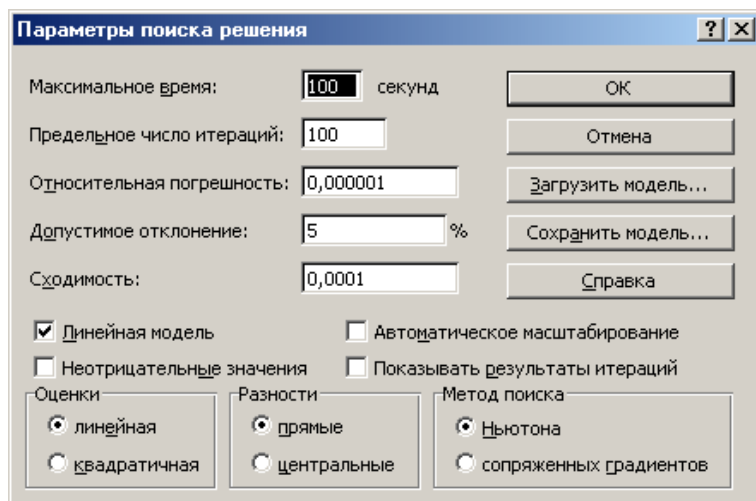 Параметры поиска решения
Максимальное время: 100 секунд
ОК
Предельное число итераций: 100
Отмена
Относительная погрешность: 0,000001
Загрузить модель...
Допустимое отклонение: 5 %
Сохранить модель...
Сходимость: 0,0001
Справка
Линейная модель
Автоматическое масштабирование
Неотрицательные значения
Показывать результаты итераций
Оценки
линейная
квадратичная
Разности
прямые
центральные
Метод поиска
Ньютона
сопряженных градиентов